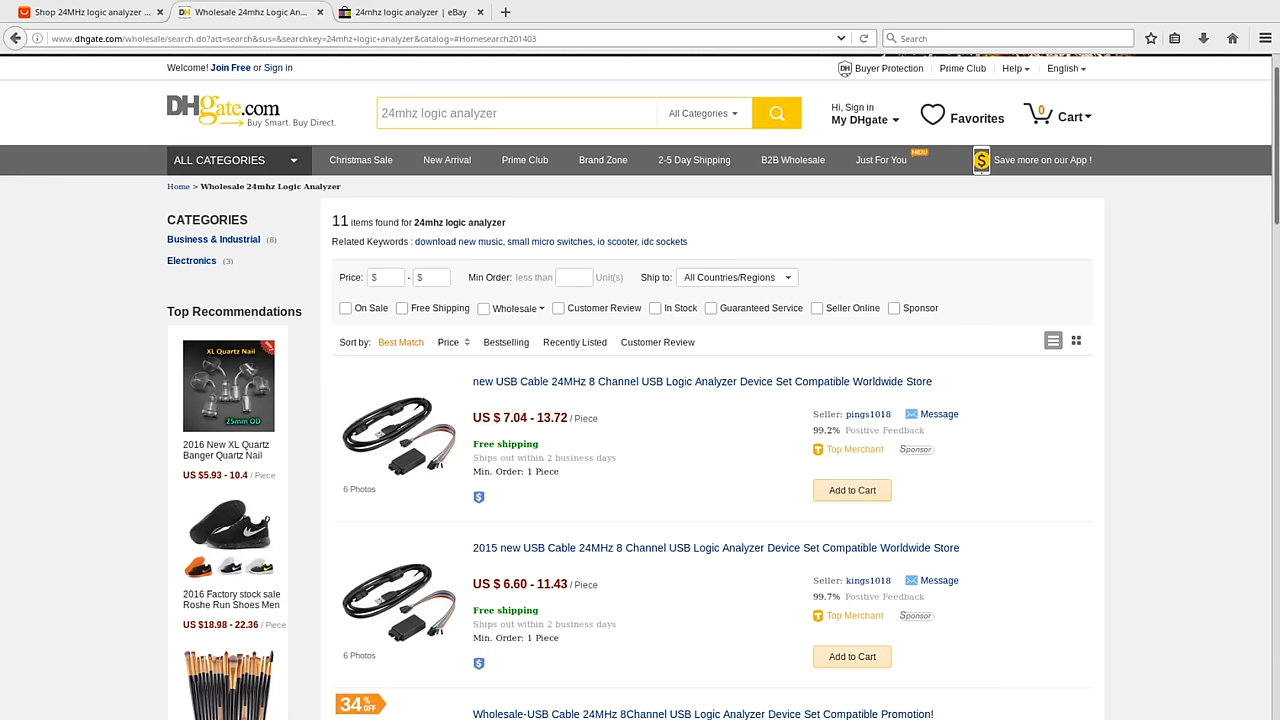 Shop 24MHz logic analyzer ...
Wholesale 24mhz Logic An...
24mhz logic analyzer | eBay
www.dhgate.com/wholesale/search.do?act=search&sus=&searchkey=24mhz+logic+analyzer&catalog=#Homesearch201403
Search
Welcome! Join Free or Sign in
DH Buyer Protection
Prime Club
Help
English
DHgate.com
Buy Smart. Buy Direct.
24mhz logic analyzer
All Categories
Hi, Sign in
My DHgate
Favorites
0
Cart
ALL CATEGORIES
Christmas Sale
New Arrival
Prime Club
Brand Zone
2-5 Day Shipping
B2B Wholesale
Just For You
NEW
$
Save more on our App !
Home > Wholesale 24mhz Logic Analyzer
CATEGORIES
Business & Industrial (8)
Electronics (3)
Top Recommendations
XL Quartz Nail
25mm OD
2016 New XL Quartz
Banger Quartz Nail
US $5.93 - 10.4 / Piece
2016 Factory stock sale
Roshe Run Shoes Men
US $18.98 - 22.36 / Piece
11 items found for 24mhz logic analyzer
Related Keywords : download new music, small micro switches, io scooter, idc sockets
Price: $ - $ Min Order: less than Unit(s) Ship to: All Countries/Regions
On Sale Free Shipping Wholesale Customer Review In Stock Guaranteed Service Seller Online Sponsor
Sort by: Best Match Price Bestselling Recently Listed Customer Review
new USB Cable 24MHz 8 Channel USB Logic Analyzer Device Set Compatible Worldwide Store
US $ 7.04 - 13.72 / Piece
Free shipping
Ships out within 2 business days
Min. Order: 1 Piece
6 Photos
Seller: pings1018 Message
99.2% Positive Feedback
T Top Merchant Sponsor
Add to Cart
2015 new USB Cable 24MHz 8 Channel USB Logic Analyzer Device Set Compatible Worldwide Store
US $ 6.60 - 11.43 / Piece
Free shipping
Ships out within 2 business days
Min. Order: 1 Piece
6 Photos
Seller: kings1018 Message
99.7% Positive Feedback
T Top Merchant Sponsor
Add to Cart
34% OFF
Wholesale-USB Cable 24MHz 8Channel USB Logic Analyzer Device Set Compatible Promotion!